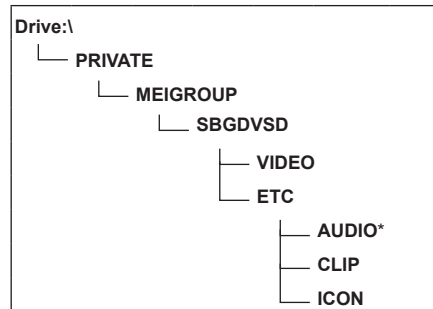 Drive:\
PRIVATE
MEIGROUP
SBGDVSD
VIDEO
ETC
AUDIO*
CLIP
ICON